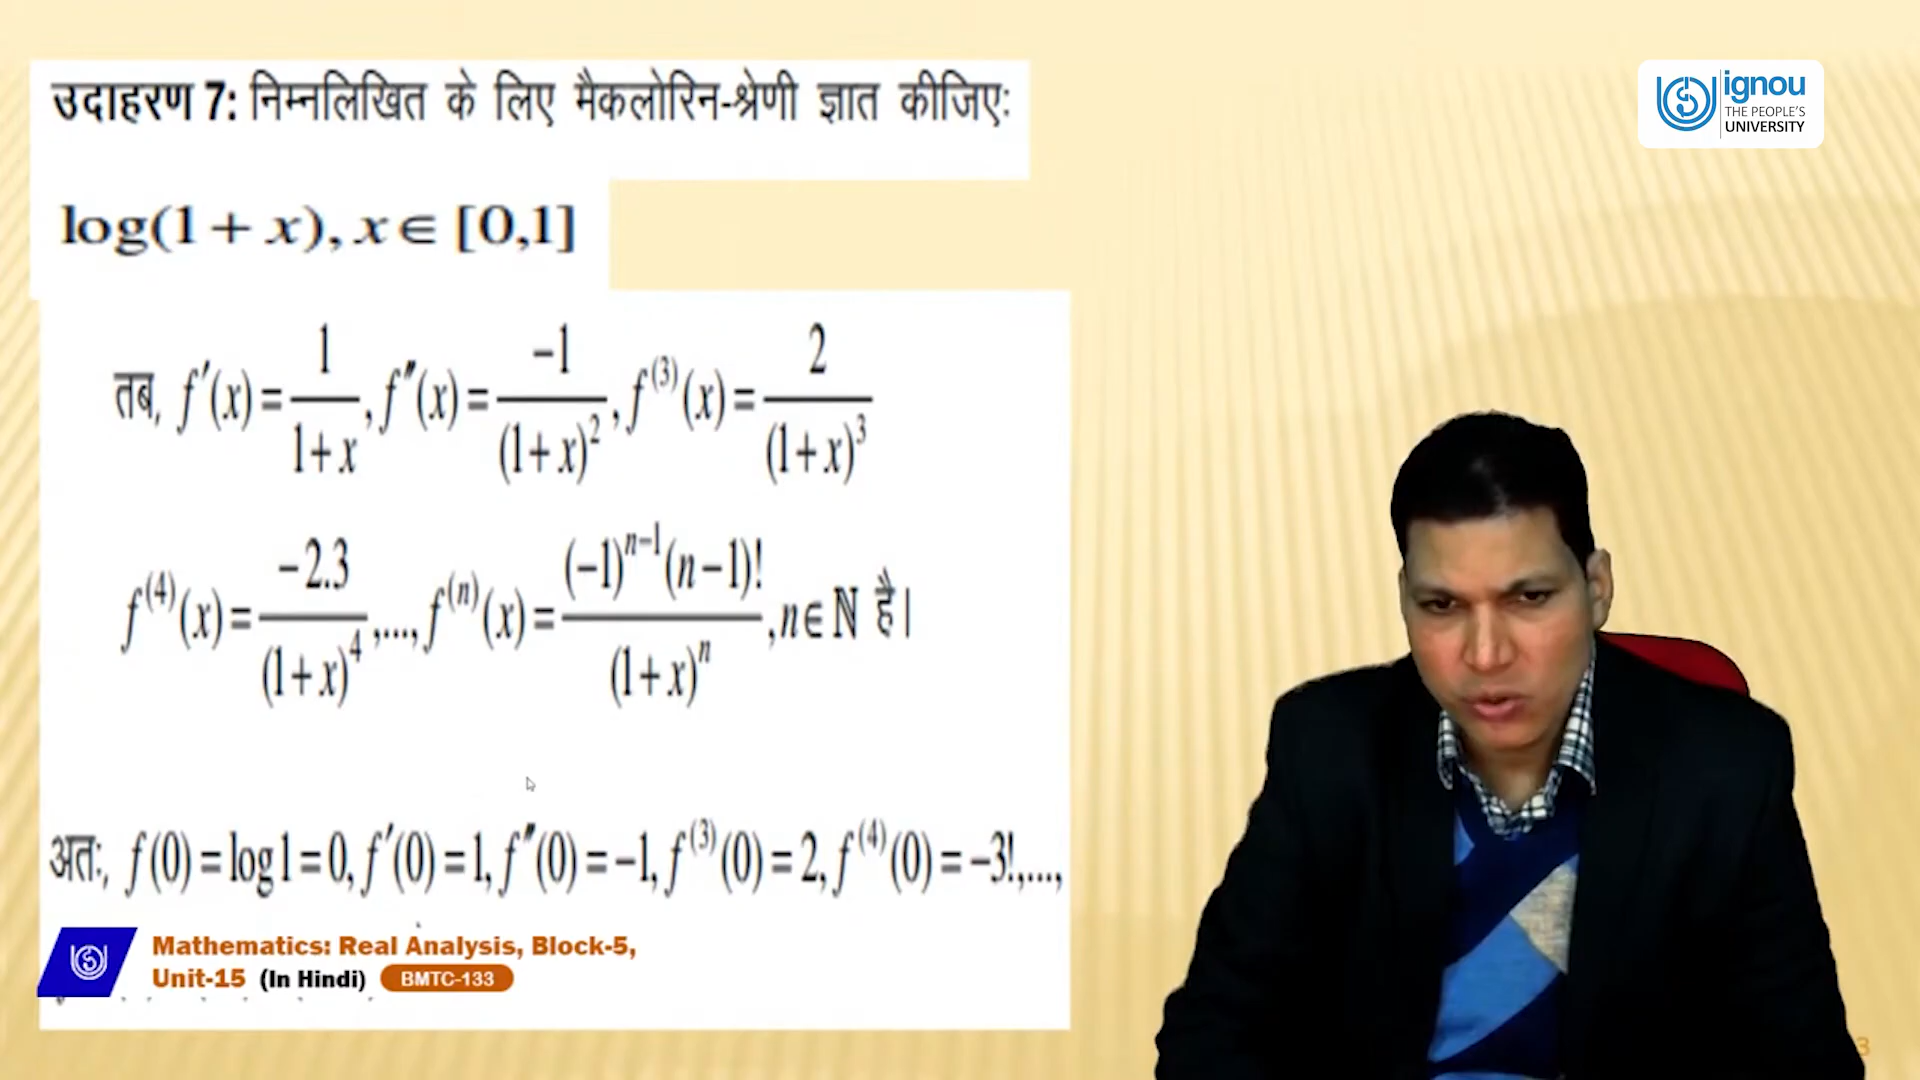 उदाहरण 7: निम्नलिखित के लिए मैकलोरिन-श्रेणी ज्ञात कीजिएः
log(1 + x), x ∈ [0,1]
तब, f′(x) = 1/(1+x), f″(x) = −1/(1+x)², f⁽³⁾(x) = 2/(1+x)³
f⁽⁴⁾(x) = −2.3/(1+x)⁴,..., f⁽ⁿ⁾(x) = (−1)ⁿ⁻¹(n−1)!/(1+x)ⁿ, n∈ℕ है।
अतः, f(0) = log1 = 0, f′(0) = 1, f″(0) = −1, f⁽³⁾(0) = 2, f⁽⁴⁾(0) = −3!,...,
Mathematics: Real Analysis, Block-5,
Unit-15 (In Hindi) BMTC-133
ignou
THE PEOPLE'S
UNIVERSITY
3